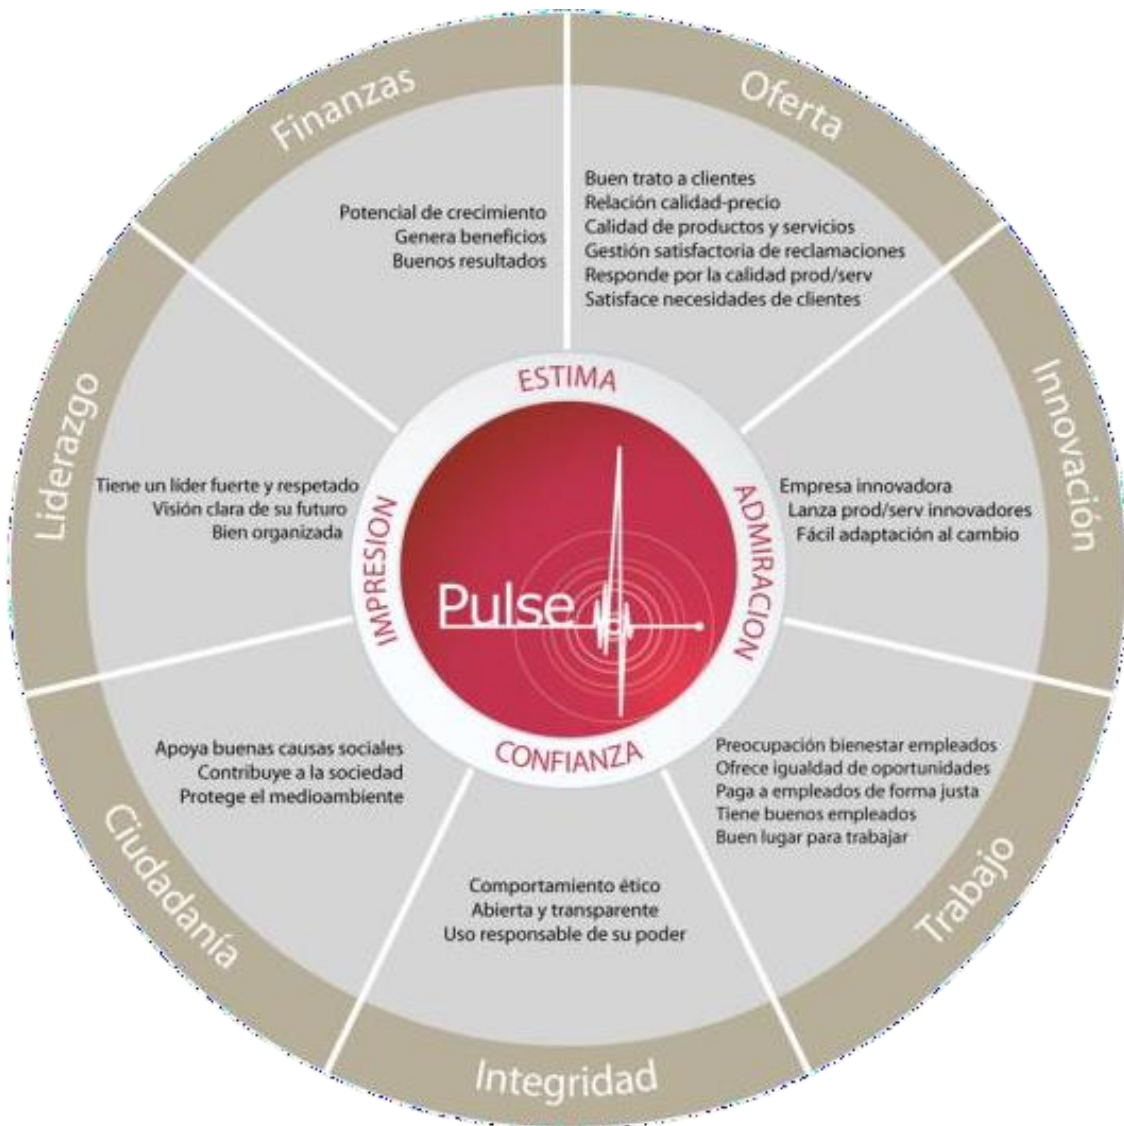 Finanzas
Potencial de crecimiento
Genera beneficios
Buenos resultados
Oferta
Buen trato a clientes
Relación calidad-precio
Calidad de productos y servicios
Gestión satisfactoria de reclamaciones
Responde por la calidad prod/serv
Satisface necesidades de clientes
Innovación
Empresa innovadora
Lanza prod/serv innovadores
Fácil adaptación al cambio
Trabajo
Preocupación bienestar empleados
Ofrece igualdad de oportunidades
Paga a empleados de forma justa
Tiene buenos empleados
Buen lugar para trabajar
Integridad
Comportamiento ético
Abierta y transparente
Uso responsable de su poder
Ciudadanía
Apoya buenas causas sociales
Contribuye a la sociedad
Protege el medioambiente
Liderazgo
Tiene un líder fuerte y respetado
Visión clara de su futuro
Bien organizada
ESTIMA
ADMIRACION
CONFIANZA
IMPRESION
Pulse